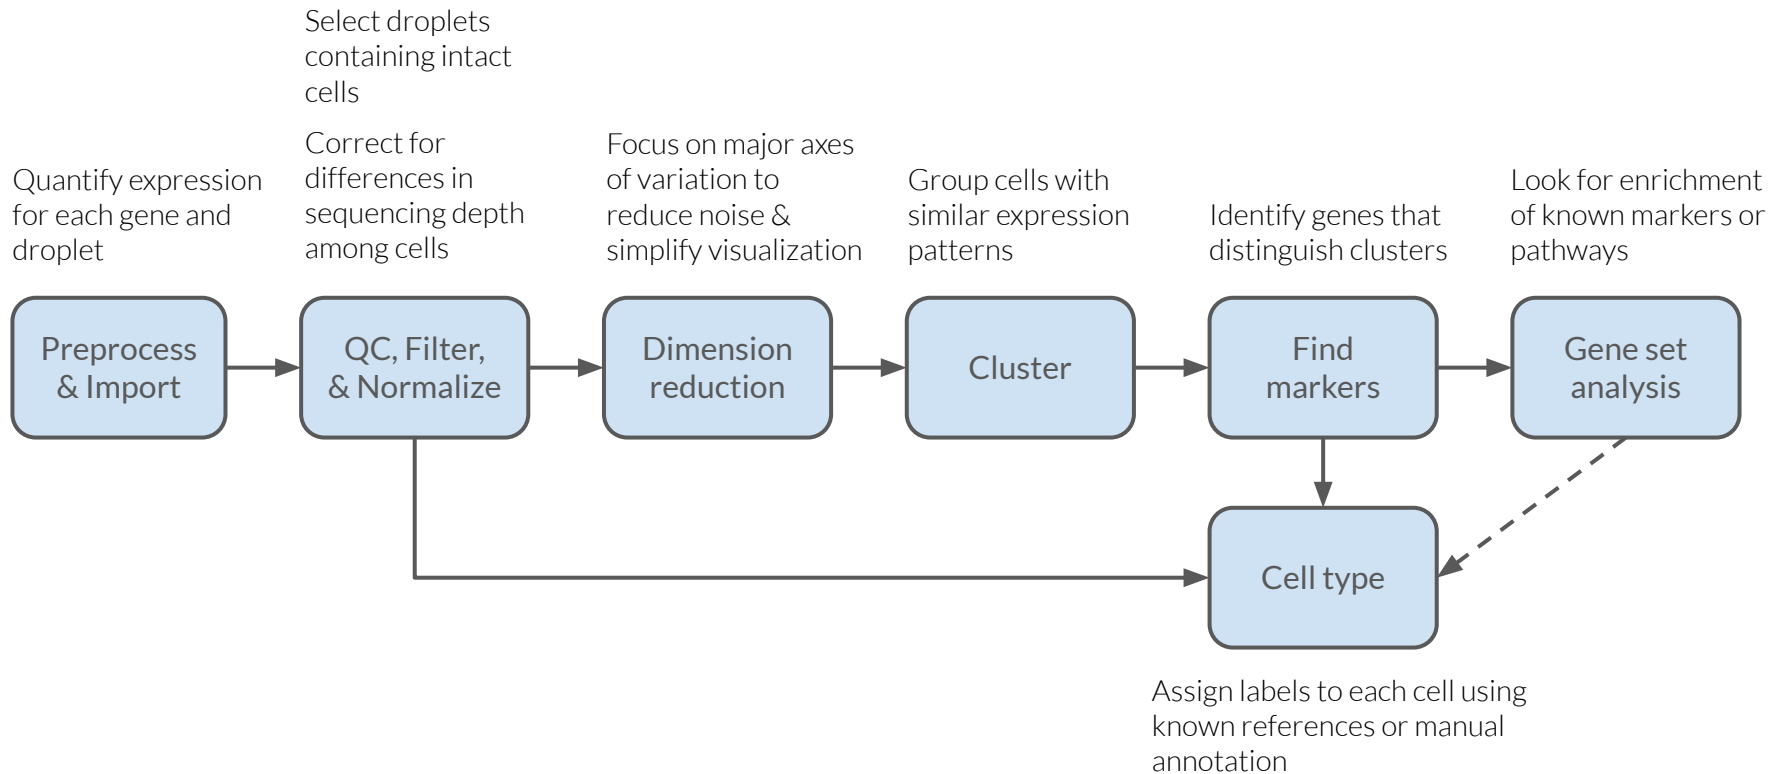 Select droplets
containing intact
cells
Correct for
differences in
sequencing depth
among cells
Quantify expression
for each gene and
droplet
Focus on major axes
of variation to
reduce noise &
simplify visualization
Group cells with
similar expression
patterns
Identify genes that
distinguish clusters
Look for enrichment
of known markers or
pathways
Preprocess
& Import
QC, Filter,
& Normalize
Dimension
reduction
Cluster
Find
markers
Gene set
analysis
Cell type
Assign labels to each cell using
known references or manual
annotation